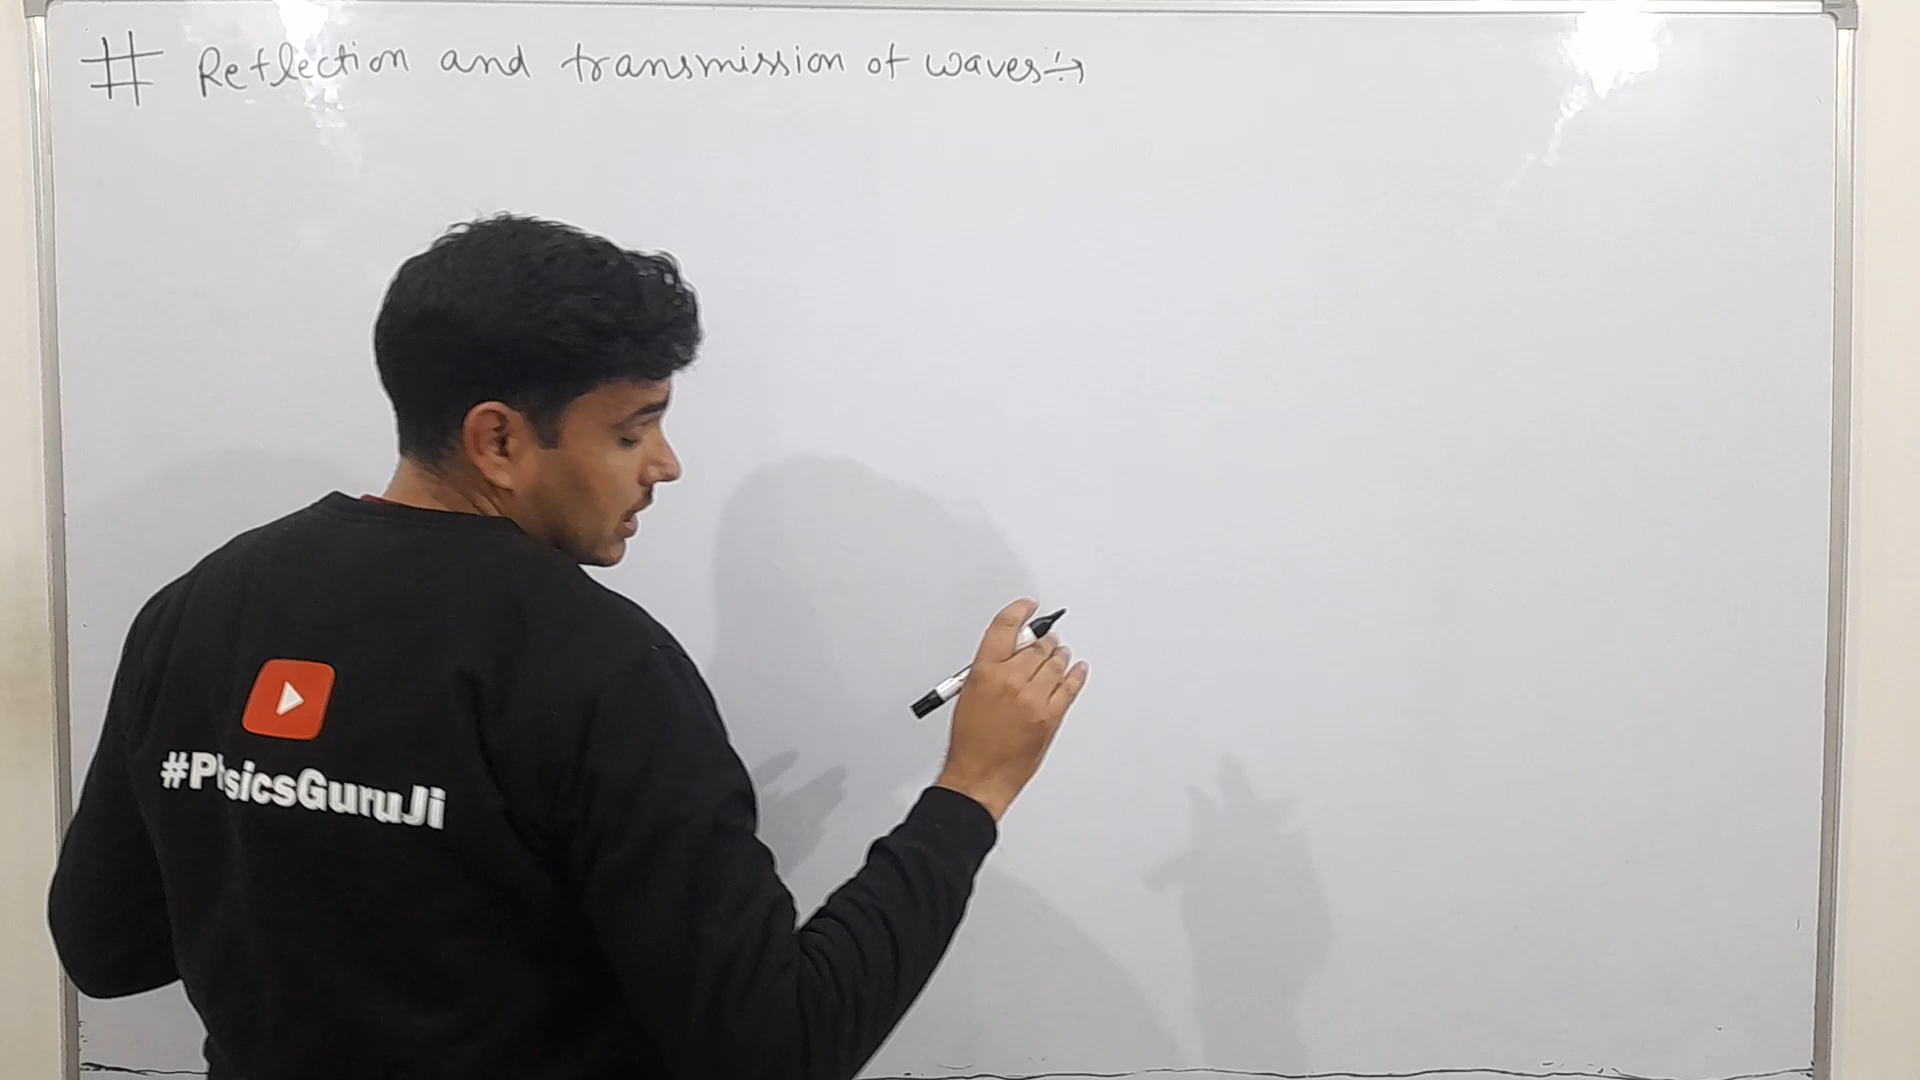 # Reflection and transmission of waves :→
#PhysicsGuruJi